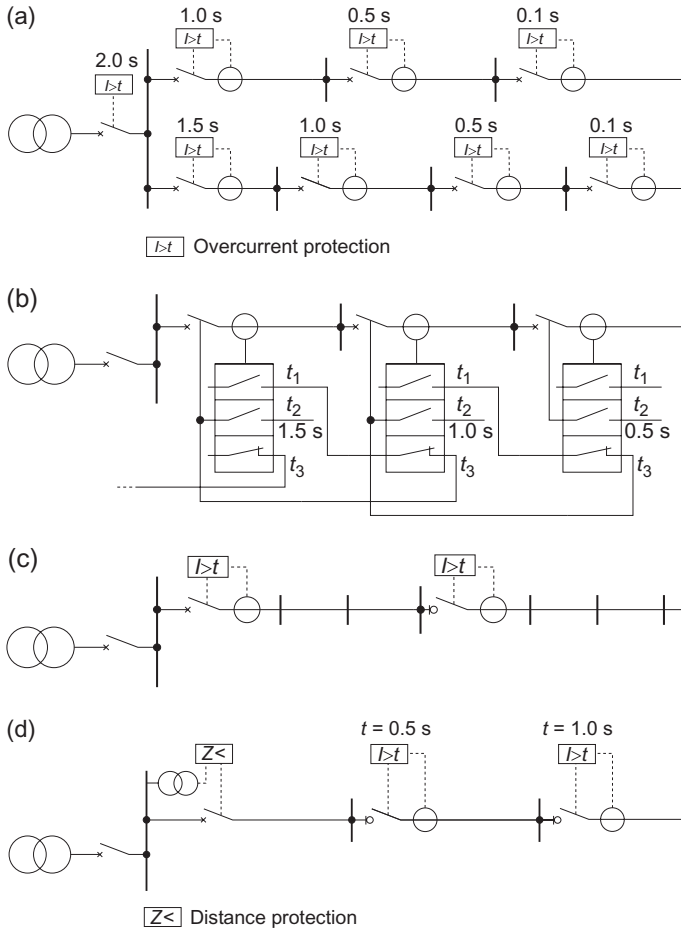 (a)
1.0 s 0.5 s 0.1 s
I>t I>t I>t
2.0 s
I>t
1.5 s 1.0 s 0.5 s 0.1 s
I>t I>t I>t I>t
I>t Overcurrent protection
(b)
t1 t1 t1
t2 t2 t2
1.5 s 1.0 s 0.5 s
t3 t3 t3
(c)
I>t I>t
(d)
t = 0.5 s t = 1.0 s
Z< I>t I>t
Z< Distance protection